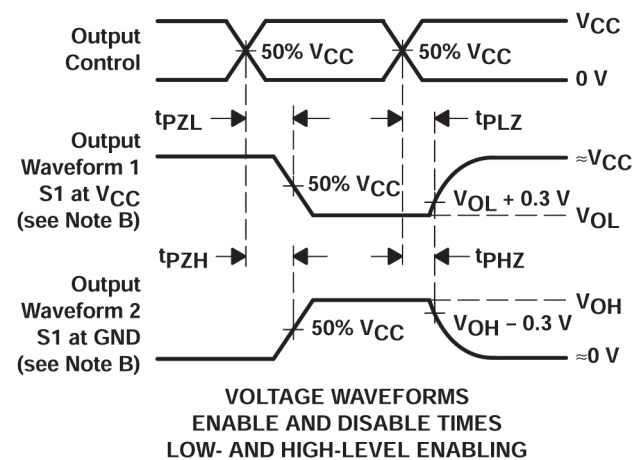 Output
Control
50% VCC
50% VCC
VCC
0 V
tPZL
tPLZ
Output
Waveform 1
S1 at VCC
(see Note B)
50% VCC
≈VCC
VOL + 0.3 V
VOL
tPZH
tPHZ
Output
Waveform 2
S1 at GND
(see Note B)
50% VCC
VOH
VOH – 0.3 V
≈0 V
VOLTAGE WAVEFORMS
ENABLE AND DISABLE TIMES
LOW- AND HIGH-LEVEL ENABLING